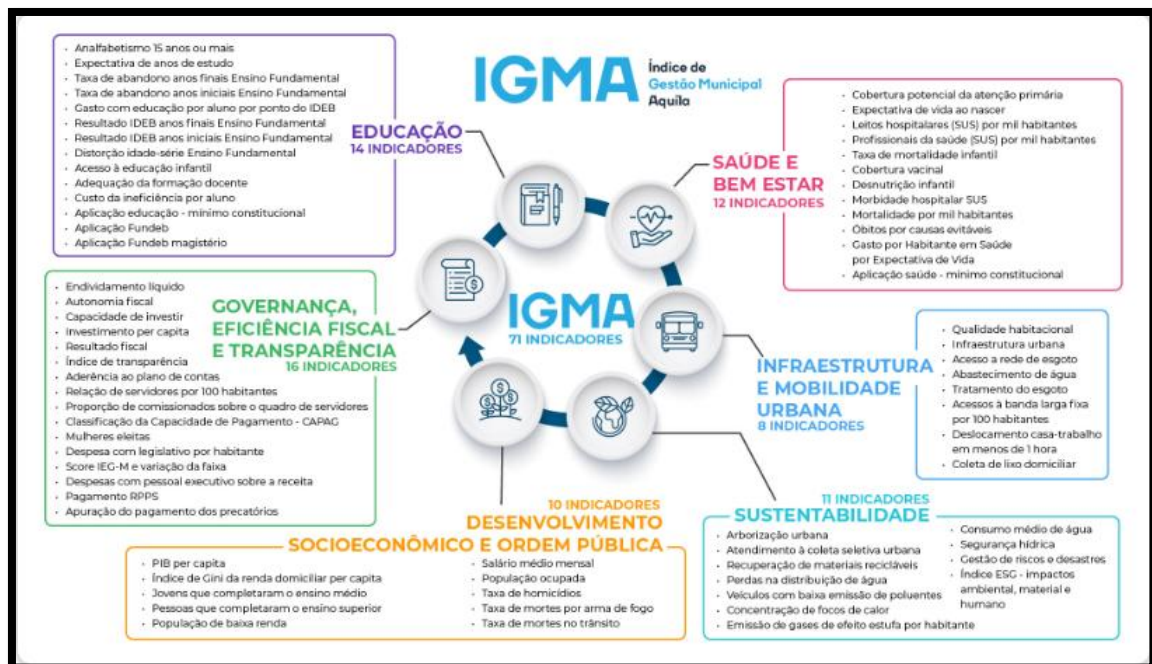 IGMA
Índice de
Gestão Municipal
Aquila
EDUCAÇÃO
14 INDICADORES
• Analfabetismo 15 anos ou mais
• Expectativa de anos de estudo
• Taxa de abandono anos finais Ensino Fundamental
• Taxa de abandono anos iniciais Ensino Fundamental
• Gasto com educação por aluno por ponto do IDEB
• Resultado IDEB anos finais Ensino Fundamental
• Resultado IDEB anos iniciais Ensino Fundamental
• Distorção idade-série Ensino Fundamental
• Acesso à educação infantil
• Adequação da formação docente
• Custo da ineficiência por aluno
• Aplicação educação - mínimo constitucional
• Aplicação Fundeb
• Aplicação Fundeb magistério
SAÚDE E
BEM ESTAR
12 INDICADORES
• Cobertura potencial da atenção primária
• Expectativa de vida ao nascer
• Leitos hospitalares (SUS) por mil habitantes
• Profissionais da saúde (SUS) por mil habitantes
• Taxa de mortalidade infantil
• Cobertura vacinal
• Desnutrição infantil
• Morbidade hospitalar SUS
• Mortalidade por mil habitantes
• Óbitos por causas evitáveis
• Gasto por Habitante em Saúde
por Expectativa de Vida
• Aplicação saúde - mínimo constitucional
GOVERNANÇA,
EFICIÊNCIA FISCAL
E TRANSPARÊNCIA
16 INDICADORES
• Endividamento líquido
• Autonomia fiscal
• Capacidade de investir
• Investimento per capita
• Resultado fiscal
• Índice de transparência
• Aderência ao plano de contas
• Relação de servidores por 100 habitantes
• Proporção de comissionados sobre o quadro de servidores
• Classificação da Capacidade de Pagamento - CAPAG
• Mulheres eleitas
• Despesa com legislativo por habitante
• Score IEG-M e variação da faixa
• Despesas com pessoal executivo sobre a receita
• Pagamento RPPS
• Apuração do pagamento dos precatórios
IGMA
71 INDICADORES
INFRAESTRUTURA
E MOBILIDADE
URBANA
8 INDICADORES
• Qualidade habitacional
• Infraestrutura urbana
• Acesso a rede de esgoto
• Abastecimento de água
• Tratamento do esgoto
• Acessos à banda larga fixa
por 100 habitantes
• Deslocamento casa-trabalho
em menos de 1 hora
• Coleta de lixo domiciliar
10 INDICADORES
DESENVOLVIMENTO
SOCIOECONÔMICO E ORDEM PÚBLICA
• PIB per capita
• Índice de Gini da renda domiciliar per capita
• Jovens que completaram o ensino médio
• Pessoas que completaram o ensino superior
• População de baixa renda
• Salário médio mensal
• População ocupada
• Taxa de homicídios
• Taxa de mortes por arma de fogo
• Taxa de mortes no trânsito
11 INDICADORES
SUSTENTABILIDADE
• Arborização urbana
• Atendimento à coleta seletiva urbana
• Recuperação de materiais recicláveis
• Perdas na distribuição de água
• Veículos com baixa emissão de poluentes
• Concentração de focos de calor
• Emissão de gases de efeito estufa por habitante
• Consumo médio de água
• Segurança hídrica
• Gestão de riscos e desastres
• Índice ESG - impactos
ambiental, material e
humano